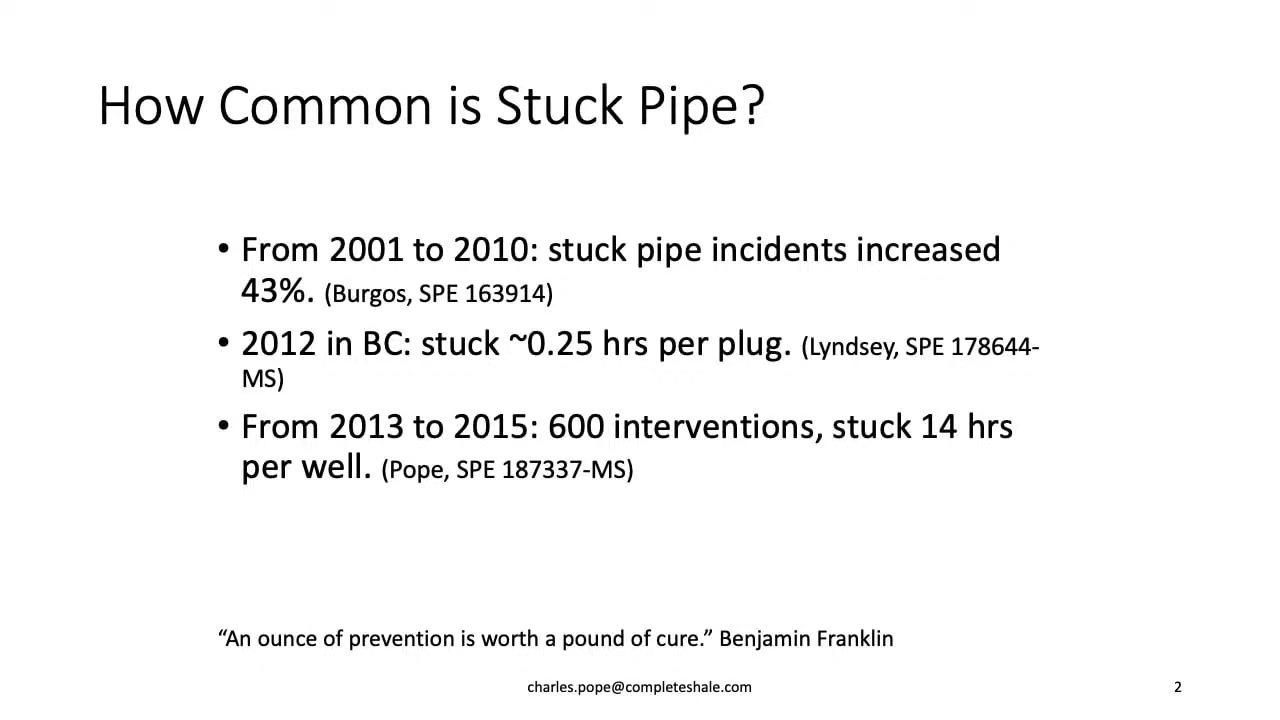 How Common is Stuck Pipe?
• From 2001 to 2010: stuck pipe incidents increased
43%. (Burgos, SPE 163914)
• 2012 in BC: stuck ~0.25 hrs per plug. (Lyndsey, SPE 178644-
MS)
• From 2013 to 2015: 600 interventions, stuck 14 hrs
per well. (Pope, SPE 187337-MS)
“An ounce of prevention is worth a pound of cure.” Benjamin Franklin
charles.pope@completeshale.com
2